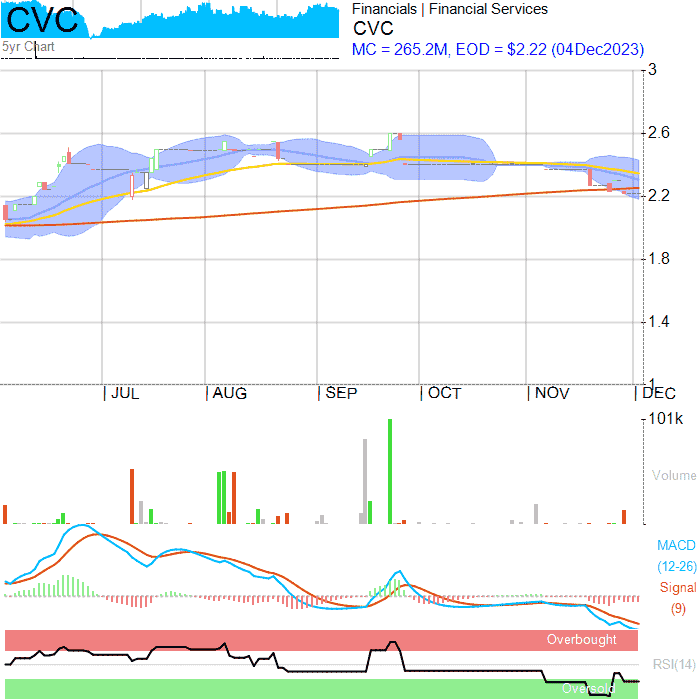 CVC
5yr Chart
Financials | Financial Services
CVC
MC = 265.2M, EOD = $2.22 (04Dec2023)
3
2.6
2.2
1.8
1.4
1
JUL AUG SEP OCT NOV DEC
101k
Volume
MACD
(12-26)
Signal
(9)
Overbought
RSI(14)
Oversold